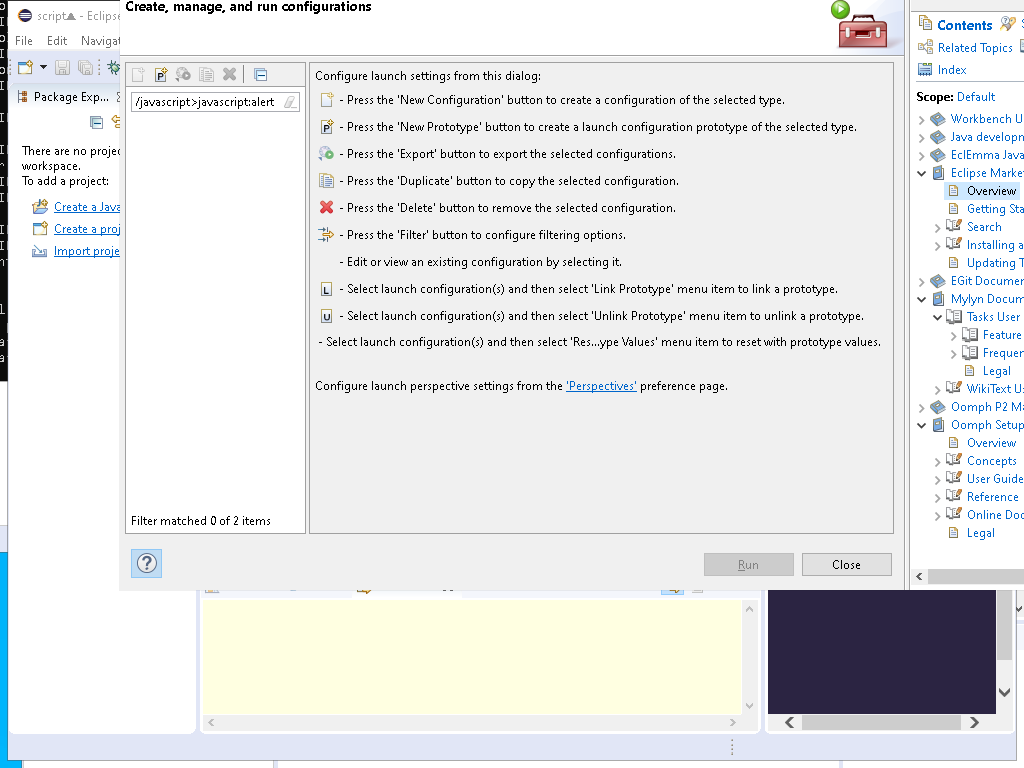 Create, manage, and run configurations
script - Eclips
File Edit Navigat
Package Exp...
There are no projec
workspace.
To add a project:
Create a Java
Create a proj
Import proje
/javascript>javascript:alert
Filter matched 0 of 2 items
Configure launch settings from this dialog:
- Press the 'New Configuration' button to create a configuration of the selected type.
- Press the 'New Prototype' button to create a launch configuration prototype of the selected type.
- Press the 'Export' button to export the selected configurations.
- Press the 'Duplicate' button to copy the selected configuration.
- Press the 'Delete' button to remove the selected configuration.
- Press the 'Filter' button to configure filtering options.
- Edit or view an existing configuration by selecting it.
- Select launch configuration(s) and then select 'Link Prototype' menu item to link a prototype.
- Select launch configuration(s) and then select 'Unlink Prototype' menu item to unlink a prototype.
- Select launch configuration(s) and then select 'Res...ype Values' menu item to reset with prototype values.
Configure launch perspective settings from the 'Perspectives' preference page.
Run Close
Contents
Related Topics
Index
Scope: Default
Workbench U
Java developm
EclEmma Java
Eclipse Marke
Overview
Getting Sta
Search
Installing a
Updating T
EGit Documen
Mylyn Docum
Tasks User
Feature
Frequen
Legal
WikiText Us
Oomph P2 Ma
Oomph Setup
Overview
Concepts
User Guide
Reference
Online Doc
Legal